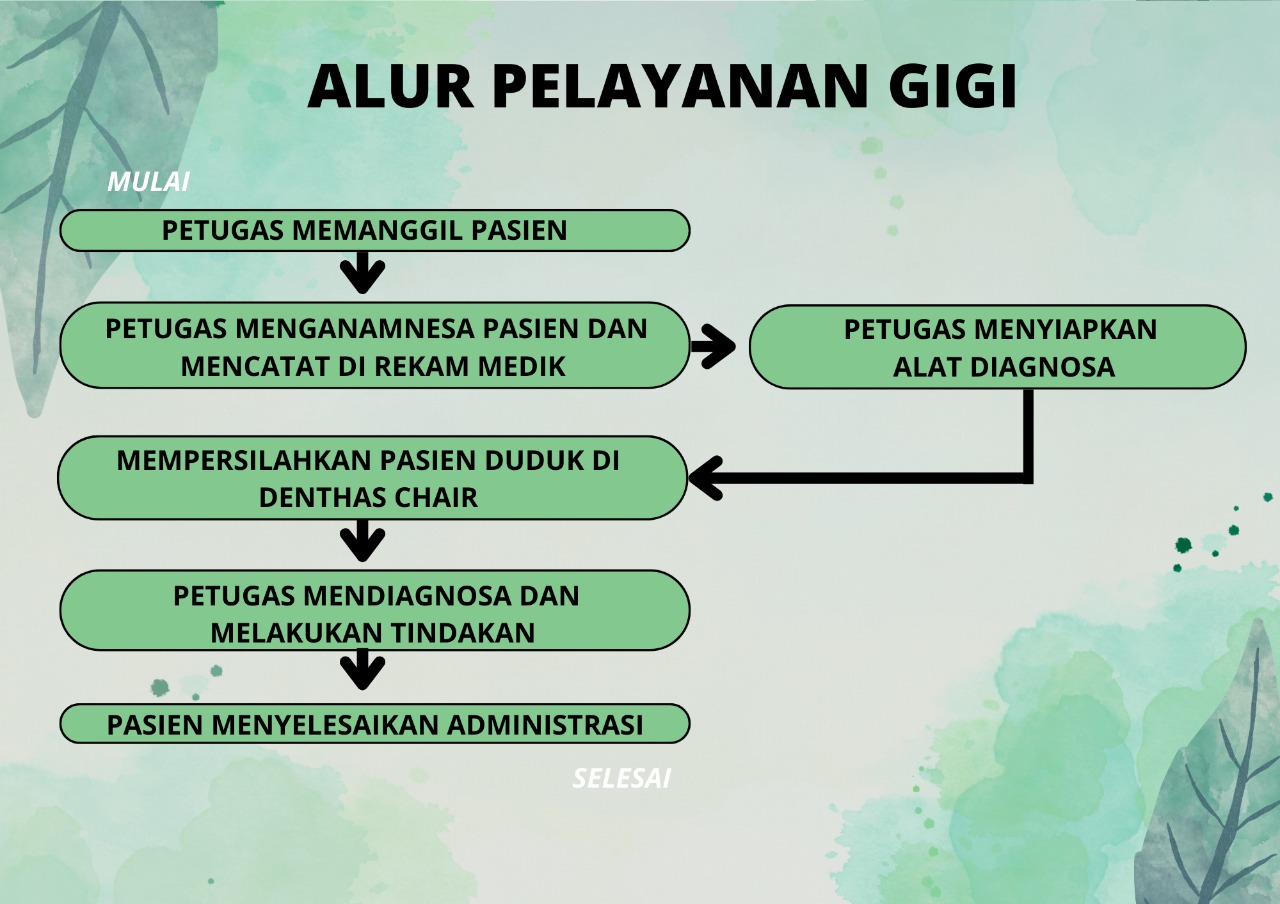 ALUR PELAYANAN GIGI
MULAI
PETUGAS MEMANGGIL PASIEN
PETUGAS MENGANAMNESA PASIEN DAN
MENCATAT DI REKAM MEDIK
PETUGAS MENYIAPKAN
ALAT DIAGNOSA
MEMPERSILAHKAN PASIEN DUDUK DI
DENTHAS CHAIR
PETUGAS MENDIAGNOSA DAN
MELAKUKAN TINDAKAN
PASIEN MENYELESAIKAN ADMINISTRASI
SELESAI